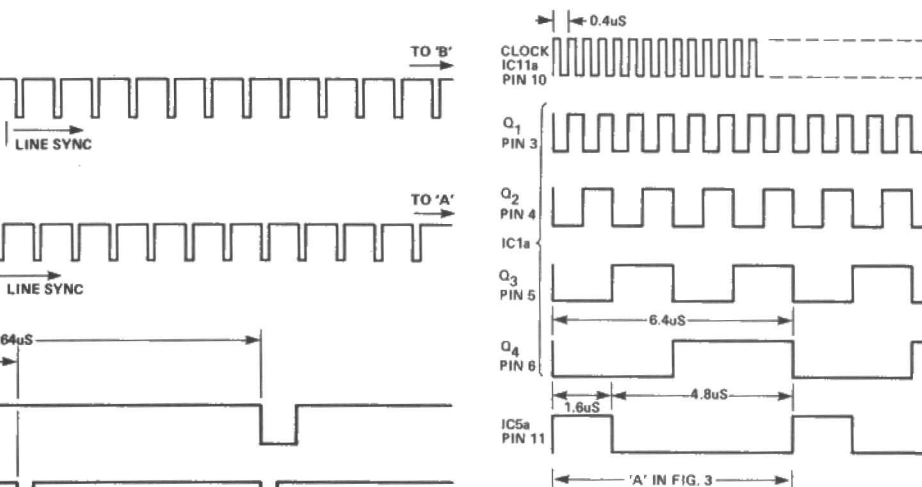 TO 'B'
LINE SYNC
TO 'A'
LINE SYNC
64uS
0.4uS
CLOCK
IC11a
PIN 10
Q1
PIN 3
Q2
PIN 4
IC1a
Q3
PIN 5
6.4uS
Q4
PIN 6
1.6uS
4.8uS
IC5a
PIN 11
'A' IN FIG. 3